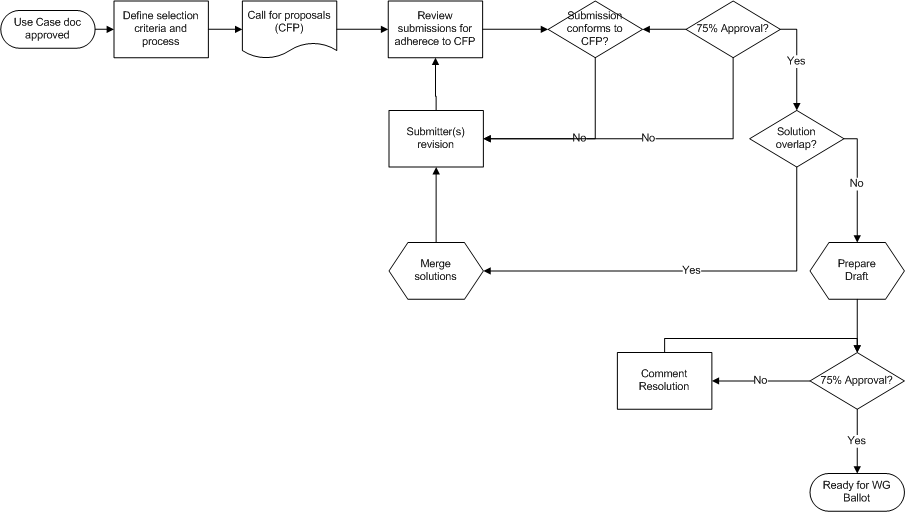 Use Case doc
approved
Define selection
criteria and
process
Call for proposals
(CFP)
Review
submissions for
adherece to CFP
Submission
conforms to
CFP?
75% Approval?
Yes
Submitter(s)
revision
No
No
Solution
overlap?
No
Merge
solutions
Yes
Prepare
Draft
Comment
Resolution
No
75% Approval?
Yes
Ready for WG
Ballot